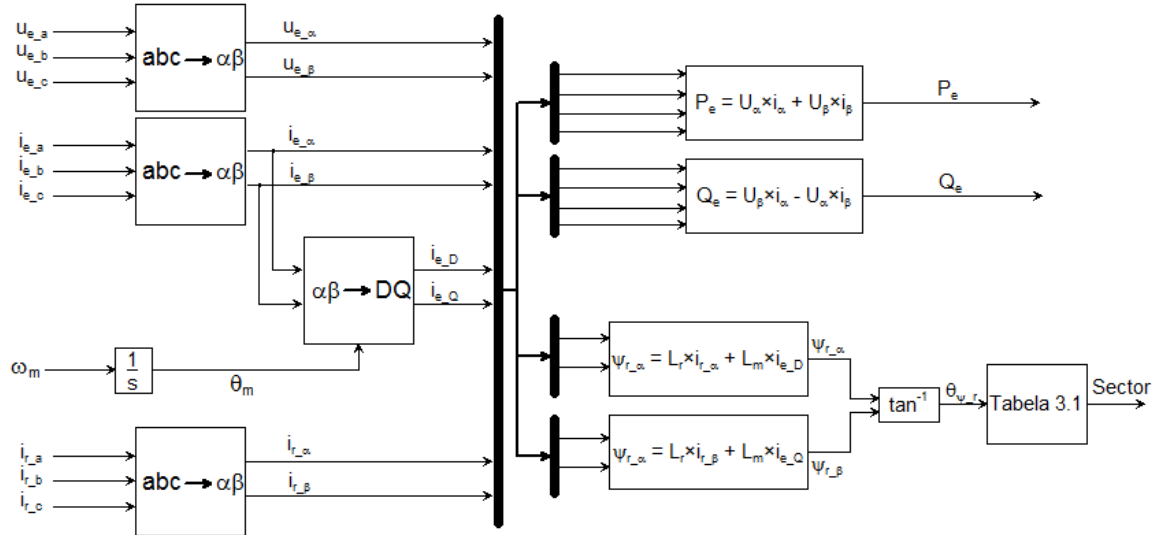 u_e_a
u_e_b
u_e_c
abc → αβ
u_e_α
u_e_β
i_e_a
i_e_b
i_e_c
abc → αβ
i_e_α
i_e_β
αβ → DQ
i_e_D
i_e_Q
ω_m
1
s
θ_m
i_r_a
i_r_b
i_r_c
abc → αβ
i_r_α
i_r_β
P_e = U_α×i_α + U_β×i_β
P_e
Q_e = U_β×i_α - U_α×i_β
Q_e
ψ_r_α = L_r×i_r_α + L_m×i_e_D
ψ_r_α
ψ_r_α = L_r×i_r_β + L_m×i_e_Q
ψ_r_β
tan⁻¹
θ_ψ_r
Tabela 3.1
Sector